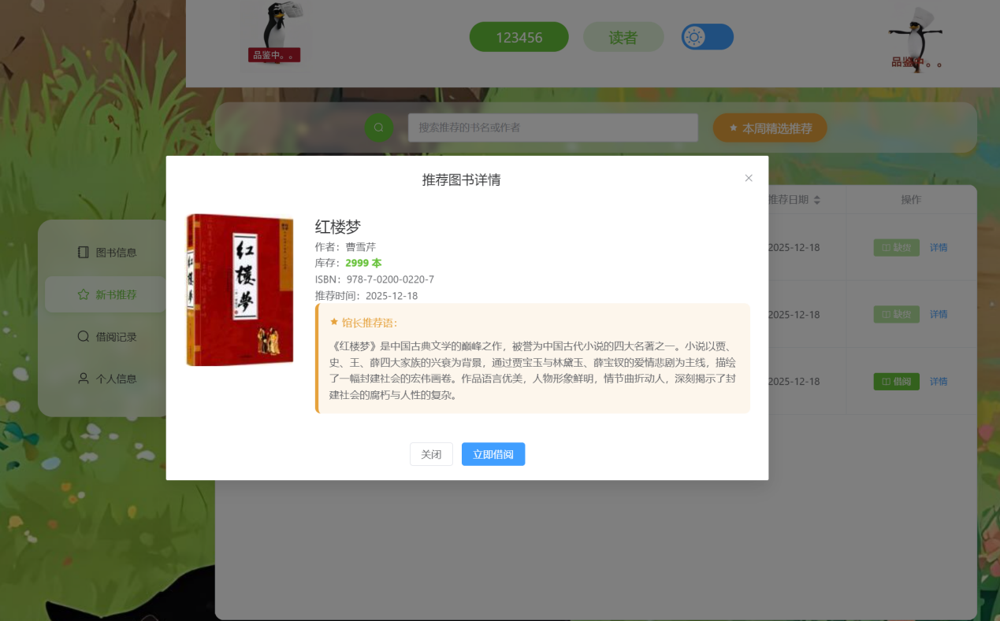 品鉴中。。
123456
读者
品鉴中。。
搜索推荐的书名或作者
本周精选推荐
推荐图书详情
推荐日期
操作
图书信息
新书推荐
借阅记录
个人信息
红楼梦
红楼夢
红楼夢
作者：曹雪芹
库存：2999 本
ISBN：978-7-0200-0220-7
推荐时间：2025-12-18
馆长推荐语：
《红楼梦》是中国古典文学的巅峰之作，被誉为中国古代小说的四大名著之一。小说以贾、
史、王、薛四大家族的兴衰为背景，通过贾宝玉与林黛玉、薛宝钗的爱情悲剧为主线，描绘
了一幅封建社会的宏伟画卷。作品语言优美，人物形象鲜明，情节曲折动人，深刻揭示了封
建社会的腐朽与人性的复杂。
2025-12-18
缺货
详情
2025-12-18
缺货
详情
2025-12-18
借阅
详情
关闭
立即借阅